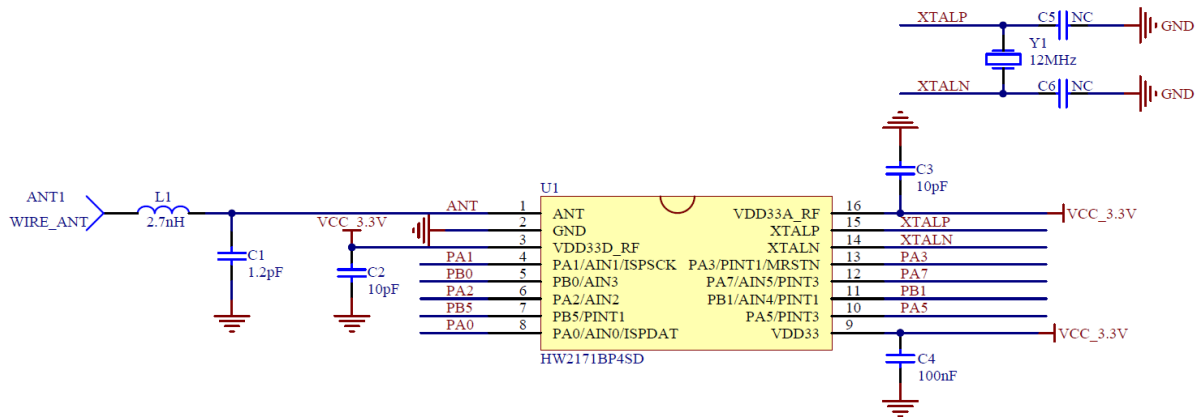 XTALP
C5
NC
GND
Y1
12MHz
XTALN
C6
NC
GND
C3
10pF
ANT1
WIRE_ANT
L1
2.7nH
C1
1.2pF
VCC_3.3V
C2
10pF
U1
ANT 1 ANT
2 GND
3 VDD33D_RF
PA1 4 PA1/AIN1/ISPSCK
PB0 5 PB0/AIN3
PA2 6 PA2/AIN2
PB5 7 PB5/PINT1
PA0 8 PA0/AIN0/ISPDAT
VDD33A_RF 16 VCC_3.3V
XTALP 15 XTALP
XTALN 14 XTALN
PA3/PINT1/MRSTN 13 PA3
PA7/AIN5/PINT3 12 PA7
PB1/AIN4/PINT1 11 PB1
PA5/PINT3 10 PA5
VDD33 9 VCC_3.3V
HW2171BP4SD
C4
100nF